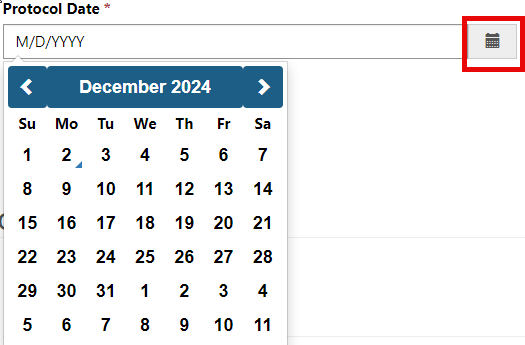 Protocol Date *
M/D/YYYY
December 2024
Su Mo Tu We Th Fr Sa
1 2 3 4 5 6 7
8 9 10 11 12 13 14
15 16 17 18 19 20 21
22 23 24 25 26 27 28
29 30 31 1 2 3 4
5 6 7 8 9 10 11